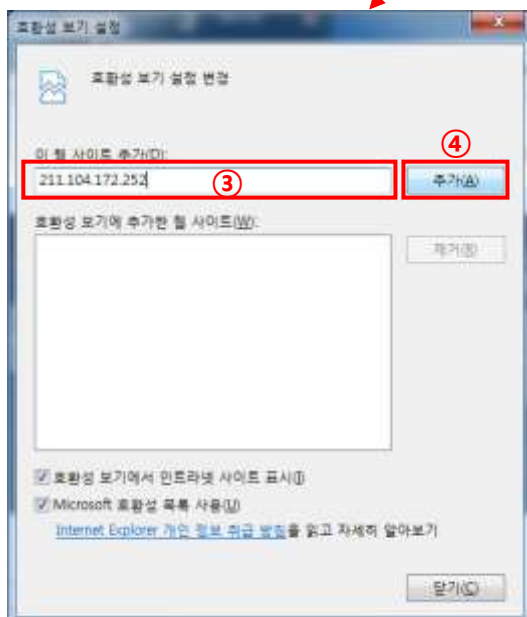 호환성 보기 설정
호환성 보기 설정 변경
이 웹 사이트 추가(D):
④
211.104.172.252
③
추가(A)
호환성 보기에 추가한 웹 사이트(W):
제거(R)
호환성 보기에서 인트라넷 사이트 표시(I)
Microsoft 호환성 목록 사용(U)
Internet Explorer 개인 정보 취급 방침을 읽고 자세히 알아보기
닫기(C)